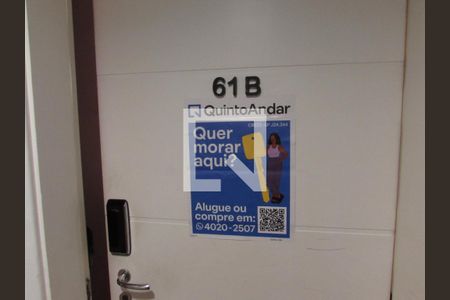 61 B
QuintoAndar
Quer
morar
aqui?
Alugue ou
compre em:
4020-2507